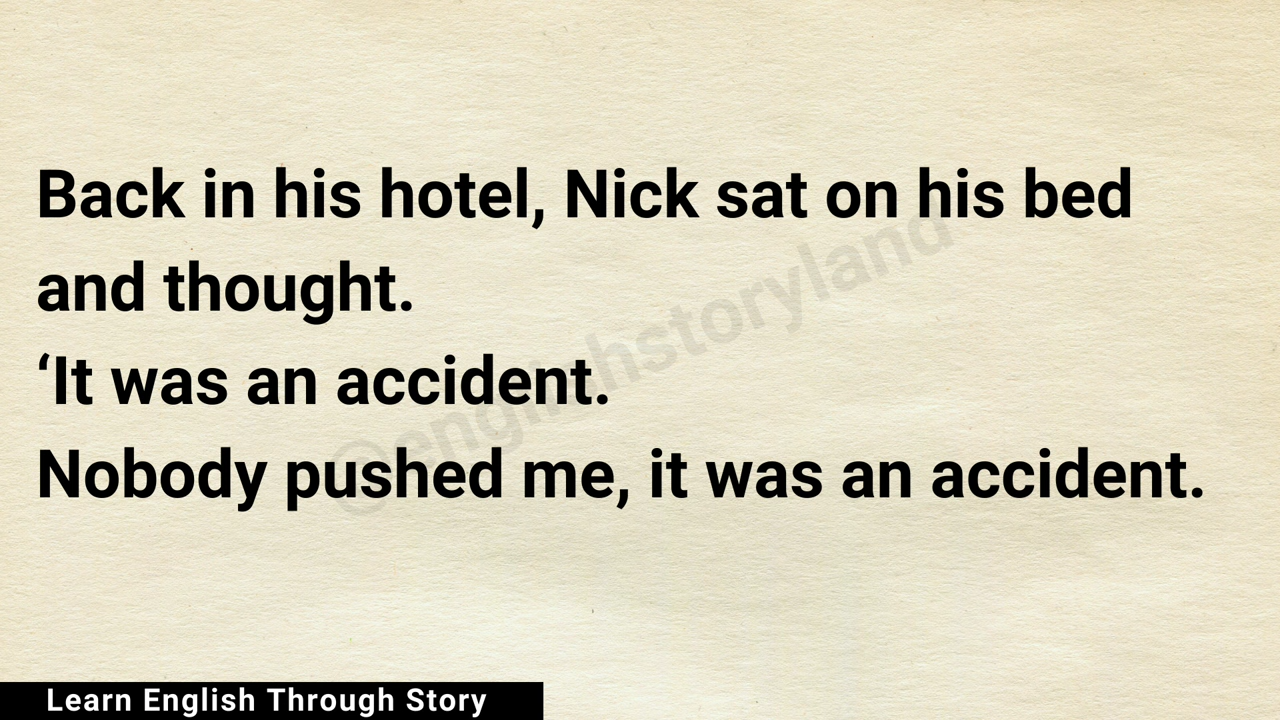 Back in his hotel, Nick sat on his bed
and thought.
‘It was an accident.
Nobody pushed me, it was an accident.
@englishstoryland
Learn English Through Story